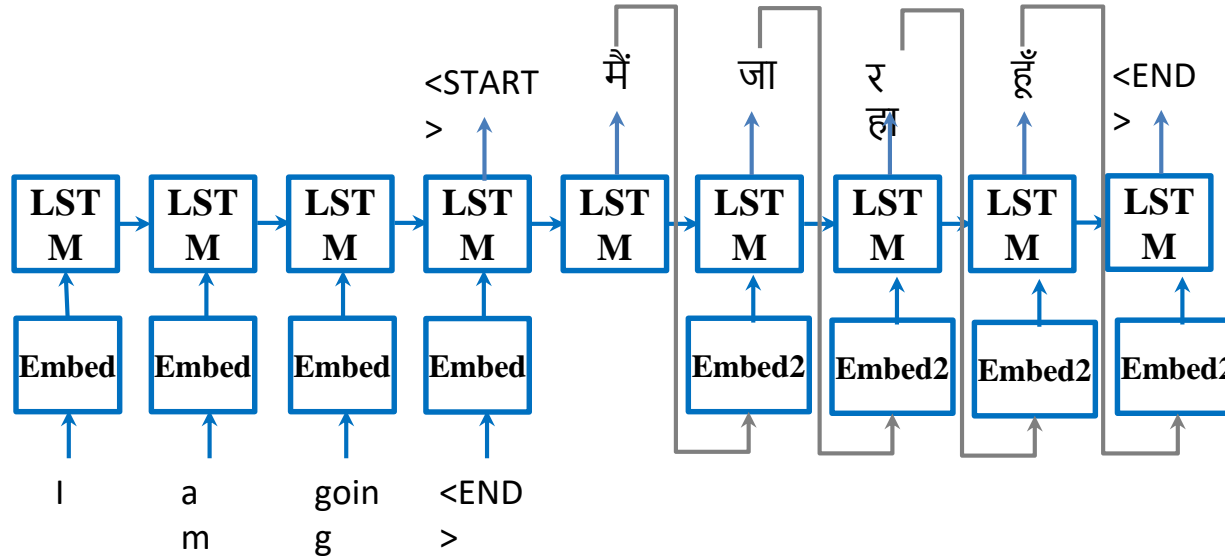 <START
>
मैं
जा
र
हा
हूँ
<END
>
LST
M
LST
M
LST
M
LST
M
LST
M
LST
M
LST
M
LST
M
LST
M
Embed
Embed
Embed
Embed
Embed2
Embed2
Embed2
Embed2
I
a
m
goin
g
<END
>